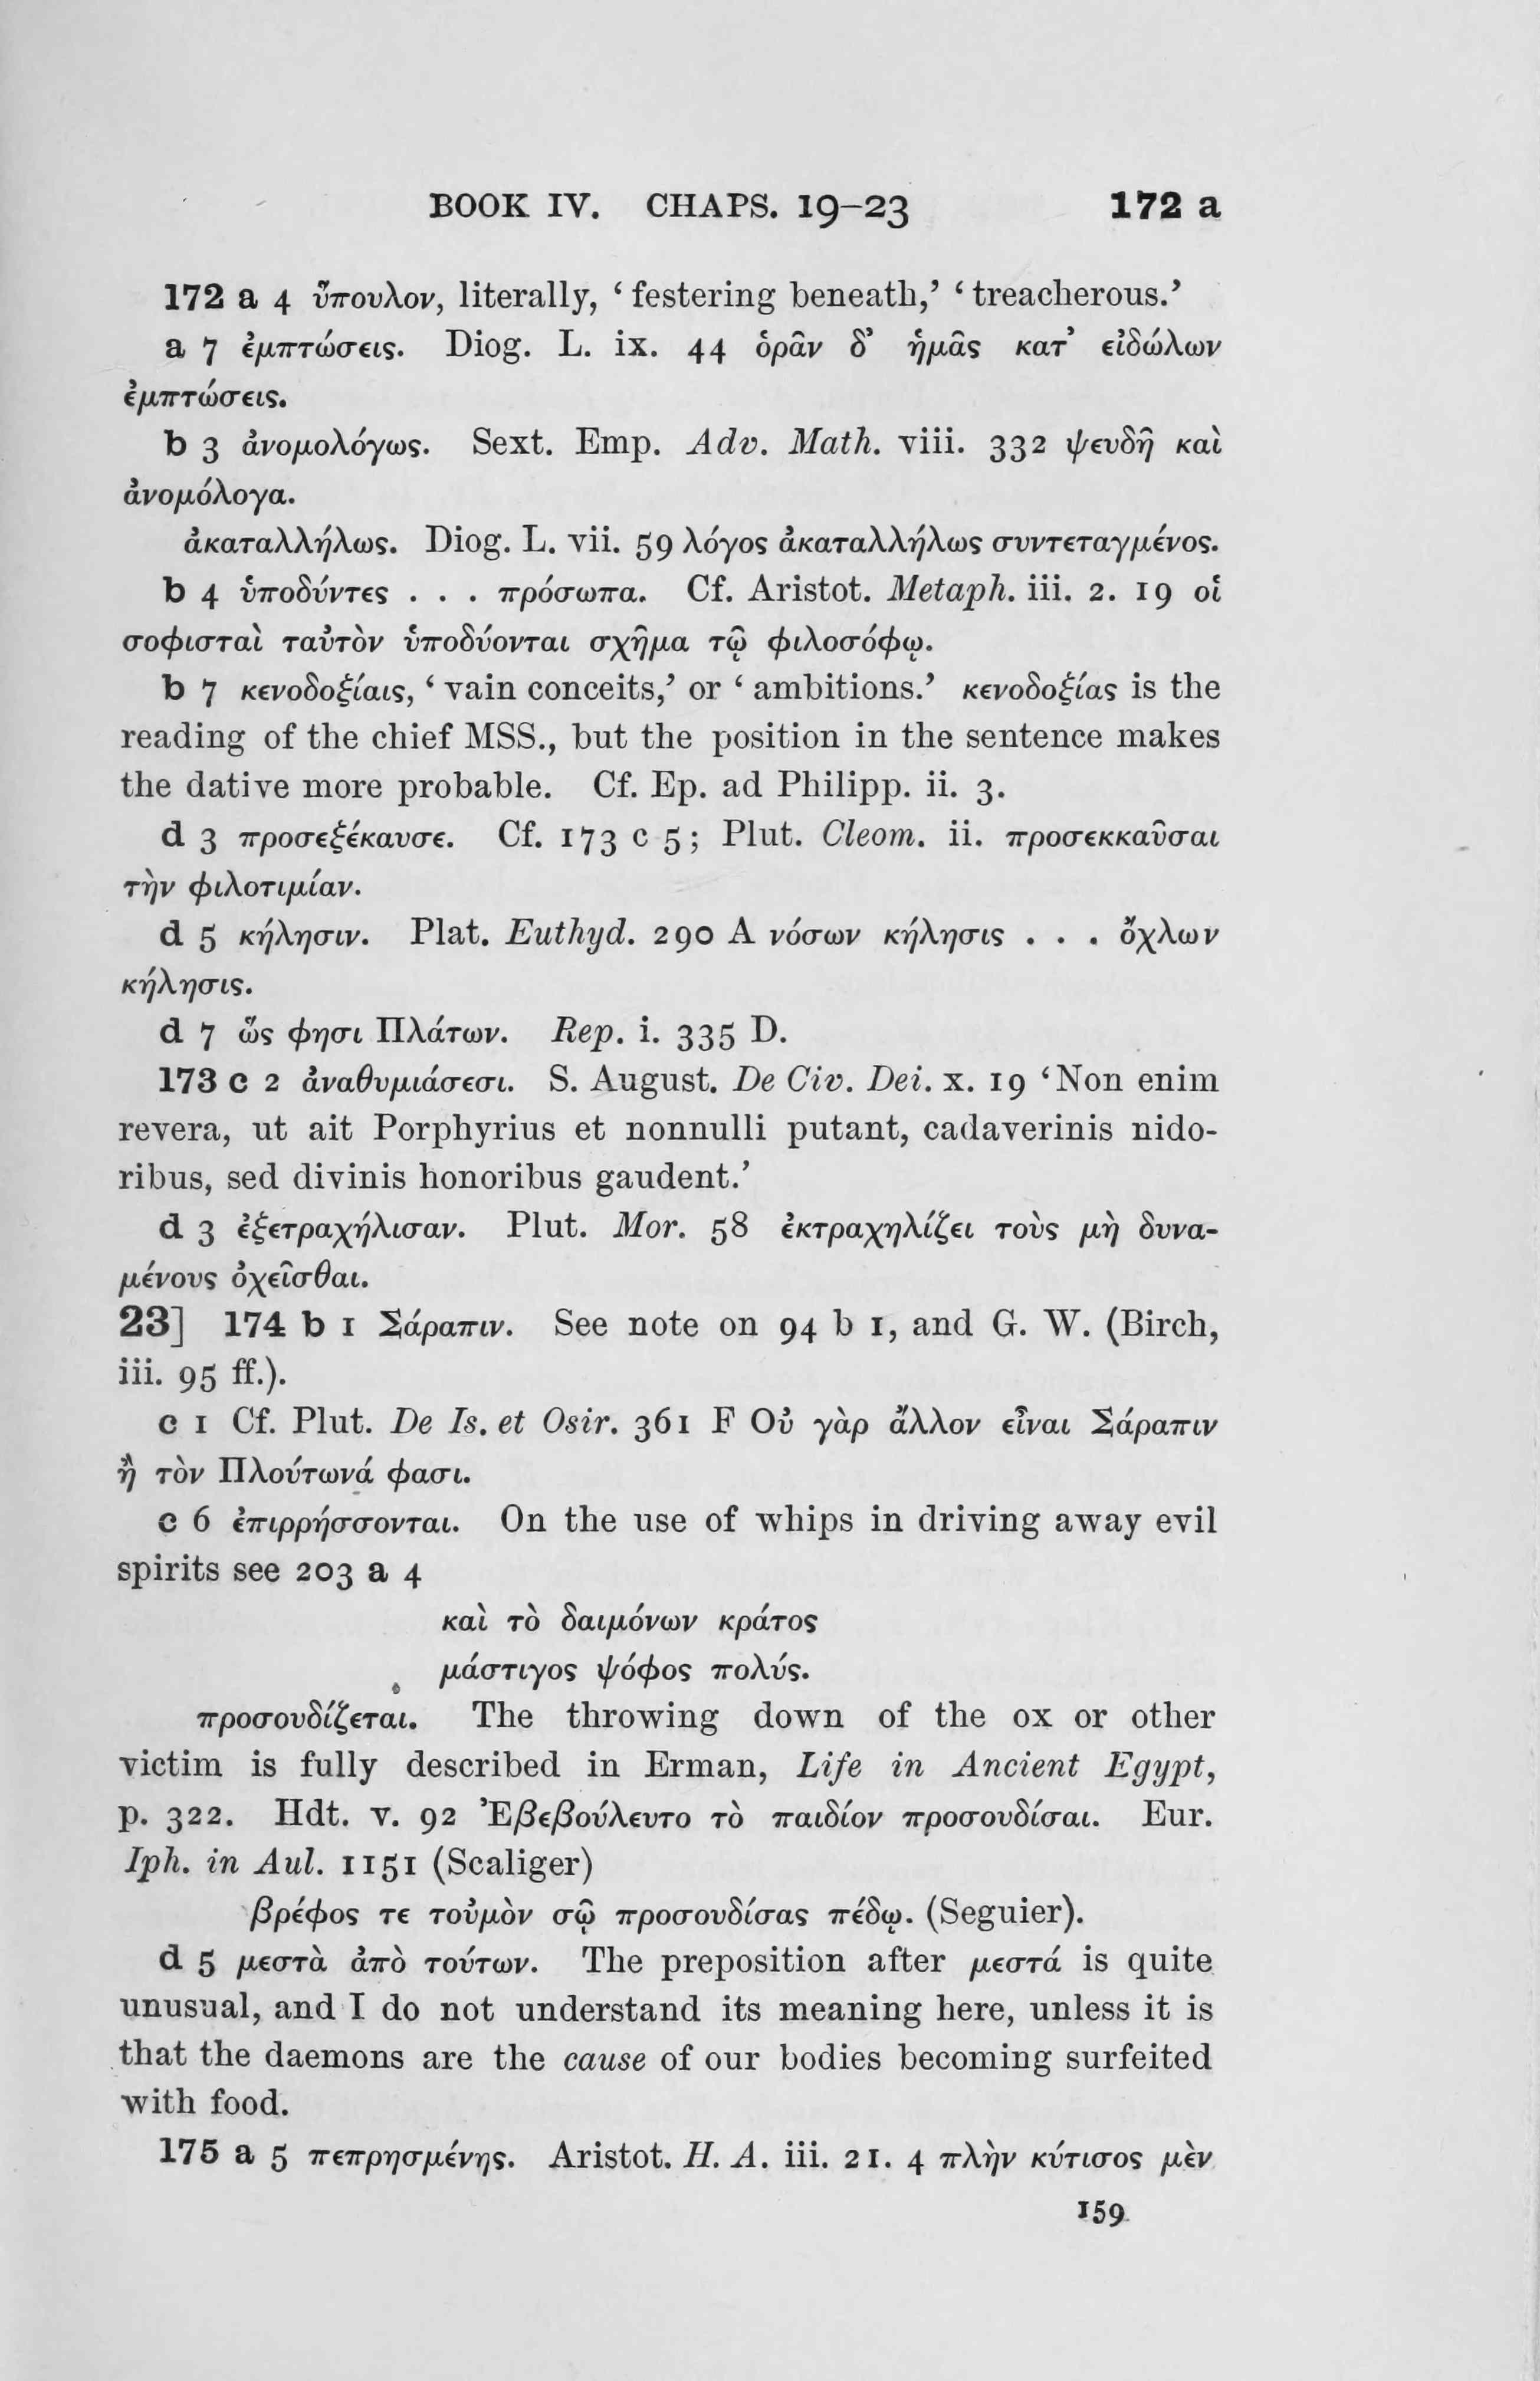 BOOK IV. CHAPS. 19–23 172 a
172 a 4 ὕπουλον, literally, ‘festering beneath,’ ‘treacherous.’
a 7 ἐμπτώσεις. Diog. L. ix. 44 ὁρᾶν δ’ ἡμᾶς κατ’ εἰδώλων
ἐμπτώσεις.
b 3 ἀνομολόγως. Sext. Emp. Adv. Math. viii. 332 ψευδῆ καὶ
ἀνομόλογα.
ἀκαταλλήλως. Diog. L. vii. 59 λόγος ἀκαταλλήλως συντεταγμένος.
b 4 ὑποδύντες . . . πρόσωπα. Cf. Aristot. Metaph. iii. 2. 19 οἱ
σοφισταὶ ταὐτὸν ὑποδύονται σχῆμα τῷ φιλοσόφῳ.
b 7 κενοδοξίαις, ‘vain conceits,’ or ‘ambitions.’ κενοδοξίας is the
reading of the chief MSS., but the position in the sentence makes
the dative more probable. Cf. Ep. ad Philipp. ii. 3.
d 3 προσεξέκαυσε. Cf. 173 c 5; Plut. Cleom. ii. προσεκκαῦσαι
τὴν φιλοτιμίαν.
d 5 κήλησιν. Plat. Euthyd. 290 A νόσων κήλησις . . . ὄχλων
κήλησις.
d 7 ὥς φησι Πλάτων. Rep. i. 335 D.
173 c 2 ἀναθυμιάσεσι. S. August. De Civ. Dei. x. 19 ‘Non enim
revera, ut ait Porphyrius et nonnulli putant, cadaverinis nido-
ribus, sed divinis honoribus gaudent.’
d 3 ἐξετραχήλισαν. Plut. Mor. 58 ἐκτραχηλίζει τοὺς μὴ δυνα-
μένους ὀχεῖσθαι.
23] 174 b 1 Σάραπιν. See note on 94 b 1, and G. W. (Birch,
iii. 95 ff.).
c 1 Cf. Plut. De Is. et Osir. 361 F Οὐ γὰρ ἄλλον εἶναι Σάραπιν
ἢ τὸν Πλούτωνά φασι.
c 6 ἐπιρρήσσονται. On the use of whips in driving away evil
spirits see 203 a 4
καὶ τὸ δαιμόνων κράτος
μάστιγος ψόφος πολύς.
προσουδίζεται. The throwing down of the ox or other
victim is fully described in Erman, Life in Ancient Egypt,
p. 322. Hdt. v. 92 Ἐβεβούλευτο τὸ παιδίον προσουδίσαι. Eur.
Iph. in Aul. 1151 (Scaliger)
βρέφος τε τοὐμὸν σῷ προσουδίσας πέδῳ. (Seguier).
d 5 μεστὰ ἀπὸ τούτων. The preposition after μεστά is quite
unusual, and I do not understand its meaning here, unless it is
that the daemons are the cause of our bodies becoming surfeited
with food.
175 a 5 πεπρησμένης. Aristot. H. A. iii. 21. 4 πλὴν κύτισος μὲν
159